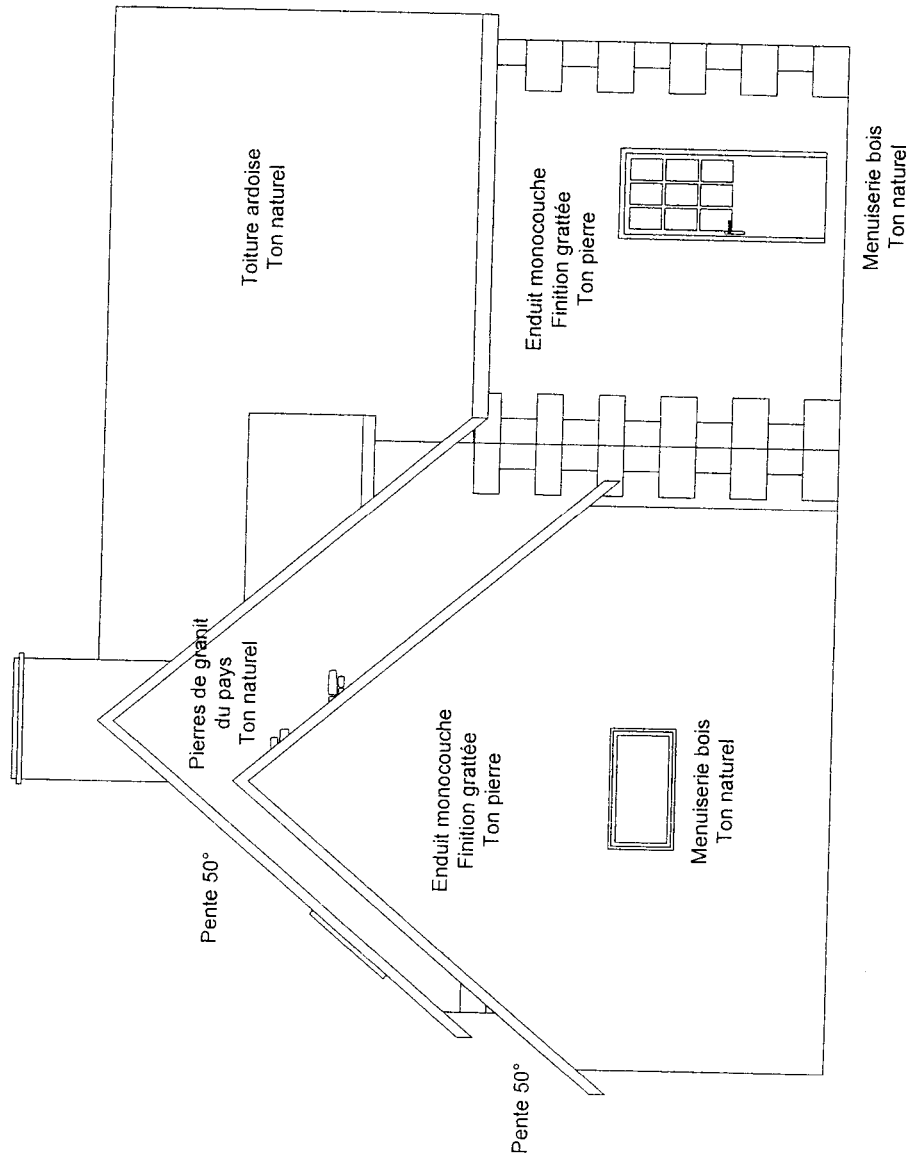 Pente 50°
Pierres de granit
du pays
Ton naturel
Toiture ardoise
Ton naturel
Pente 50°
Enduit monocouche
Finition grattée
Ton pierre
Enduit monocouche
Finition grattée
Ton pierre
Menuiserie bois
Ton naturel
Menuiserie bois
Ton naturel